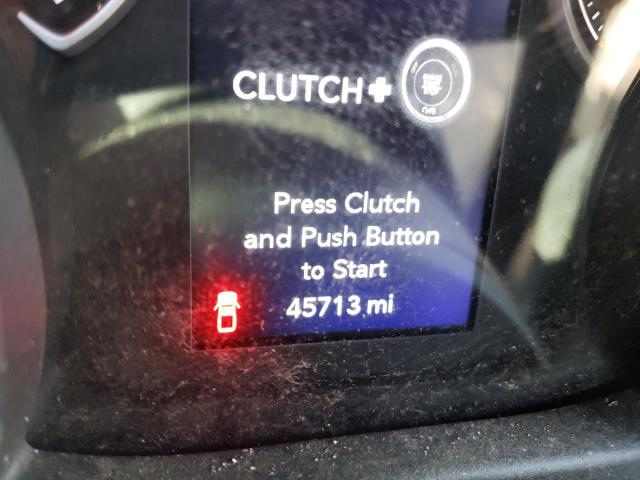 CLUTCH+
Press Clutch
and Push Button
to Start
45713 mi